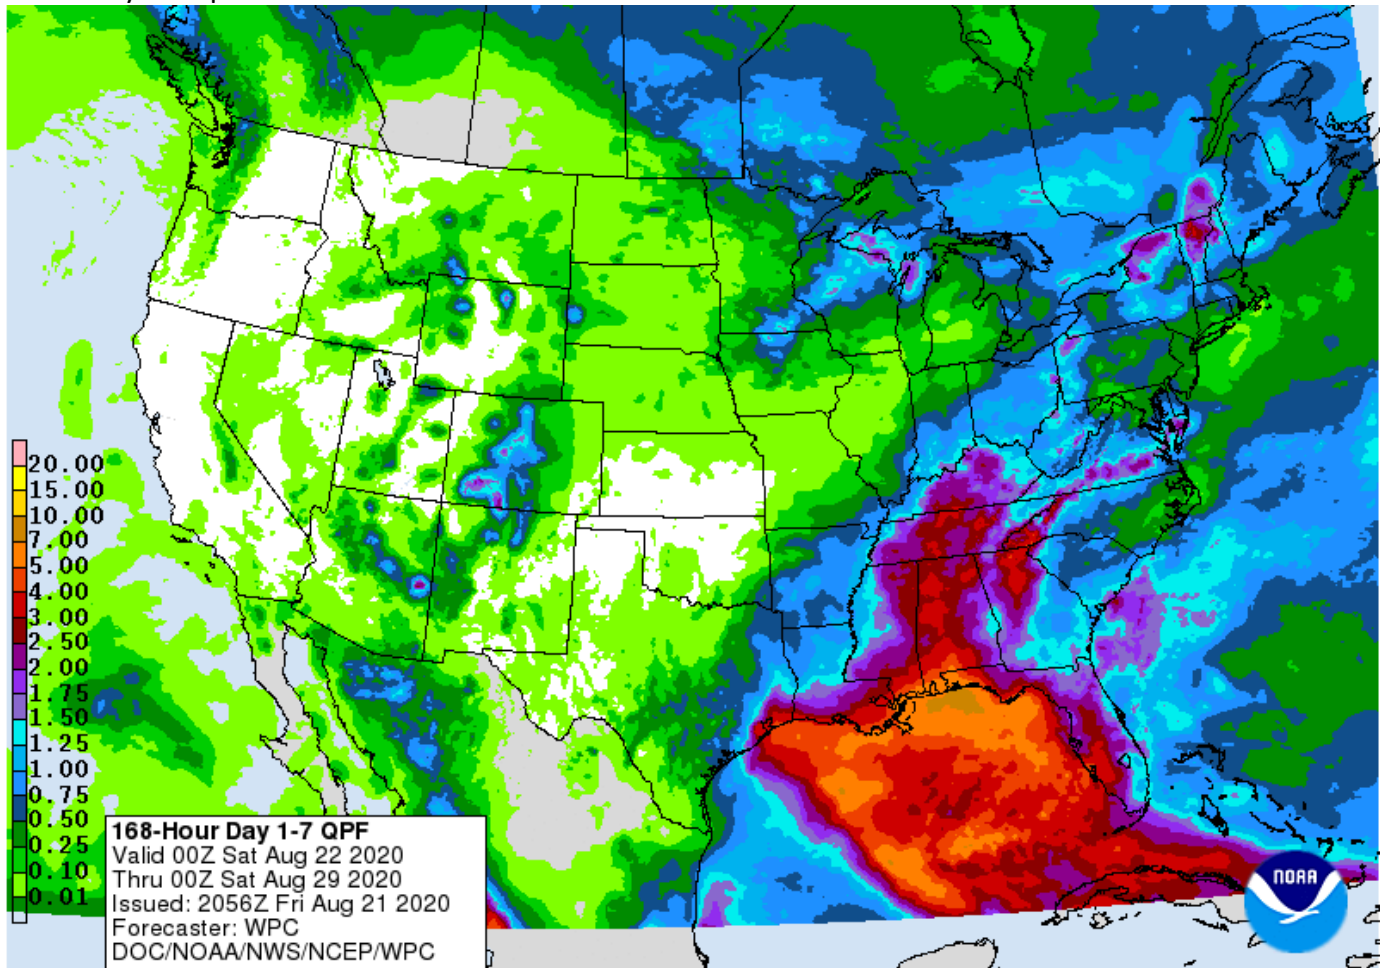 20.00
15.00
10.00
7.00
5.00
4.00
3.00
2.50
2.00
1.75
1.50
1.25
1.00
0.75
0.50
0.25
0.10
0.01
168-Hour Day 1-7 QPF
Valid 00Z Sat Aug 22 2020
Thru 00Z Sat Aug 29 2020
Issued: 2056Z Fri Aug 21 2020
Forecaster: WPC
DOC/NOAA/NWS/NCEP/WPC
NOAA